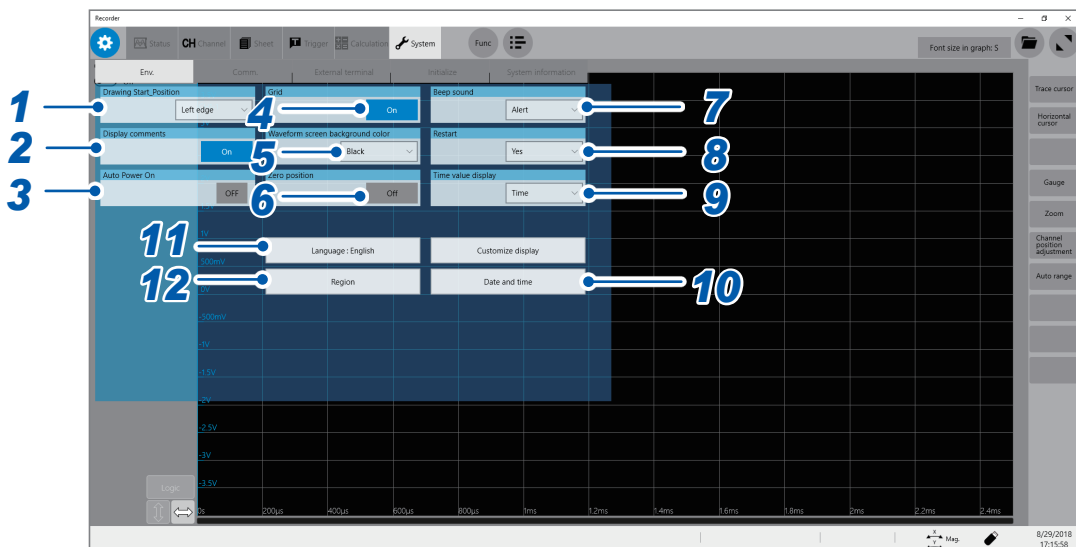 Recorder
Status CH Channel Sheet Trigger Calculation System Func Font size in graph: S
Env. Comm. External terminal Initialize System information
Drawing Start_Position Grid Beep sound
Trace cursor
1 Left edge 4 On Alert 7
Horizontal
cursor
Display comments Waveform screen background color Restart
2 On 5 Black Yes 8
Auto Power On Zero position Time value display
Gauge
3 OFF 6 Off Time 9
Zoom
1V
11 Language : English Customize display
Channel
position
adjustment
500mV
12 Region Date and time 10
Auto range
0V
-500mV
-1V
-1.5V
-2V
-2.5V
-3V
-3.5V
Logic
0s 200µs 400µs 600µs 800µs 1ms 1.2ms 1.4ms 1.6ms 1.8ms 2ms 2.2ms 2.4ms
X
Y
Mag.
8/29/2018
17:15:58